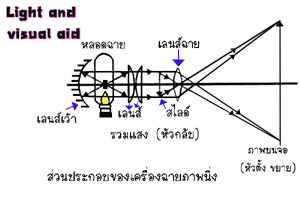 Light and
visual aid
หลอดฉาย
เลนส์ฉาย
เลนส์เว้า
เลนส์
สไลด์
รวมแสง (หัวกลับ)
ภาพบนจอ
(หัวตั้ง ขยาย)
ส่วนประกอบของเครื่องฉายภาพนิ่ง